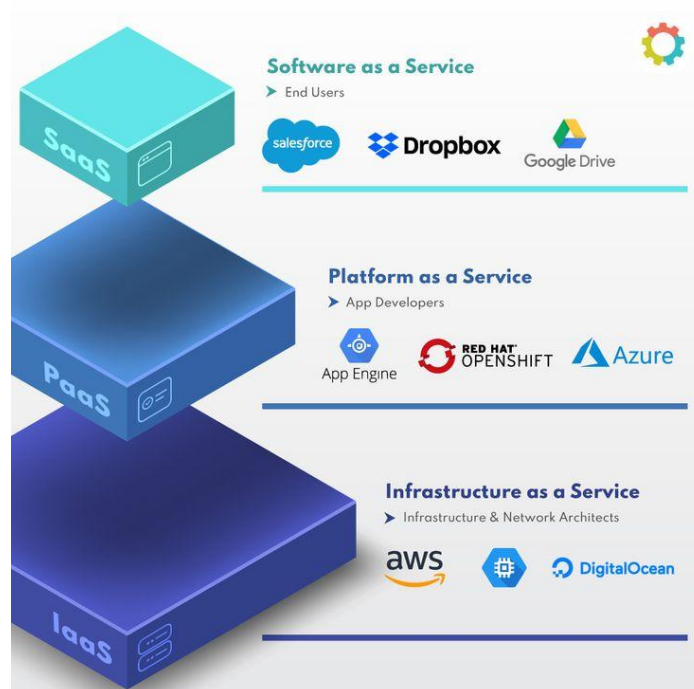 SaaS
Software as a Service
End Users
salesforce
Dropbox
Google Drive
PaaS
Platform as a Service
App Developers
App Engine
RED HAT
OPENSHIFT
Azure
IaaS
Infrastructure as a Service
Infrastructure & Network Architects
aws
DigitalOcean